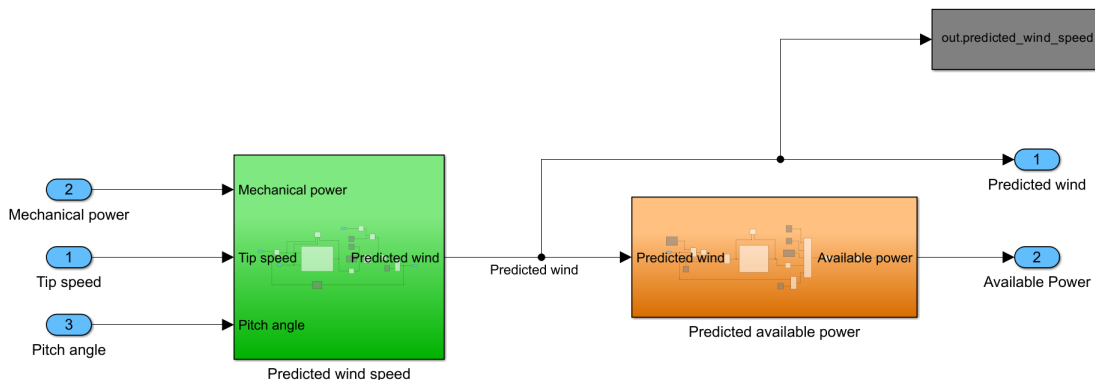 out.predicted_wind_speed
2
Mechanical power
Mechanical power
1
Predicted wind
1
Tip speed
Tip speed
Predicted wind
Predicted wind
Predicted wind
Available power
2
Available Power
3
Pitch angle
Pitch angle
Predicted available power
Predicted wind speed